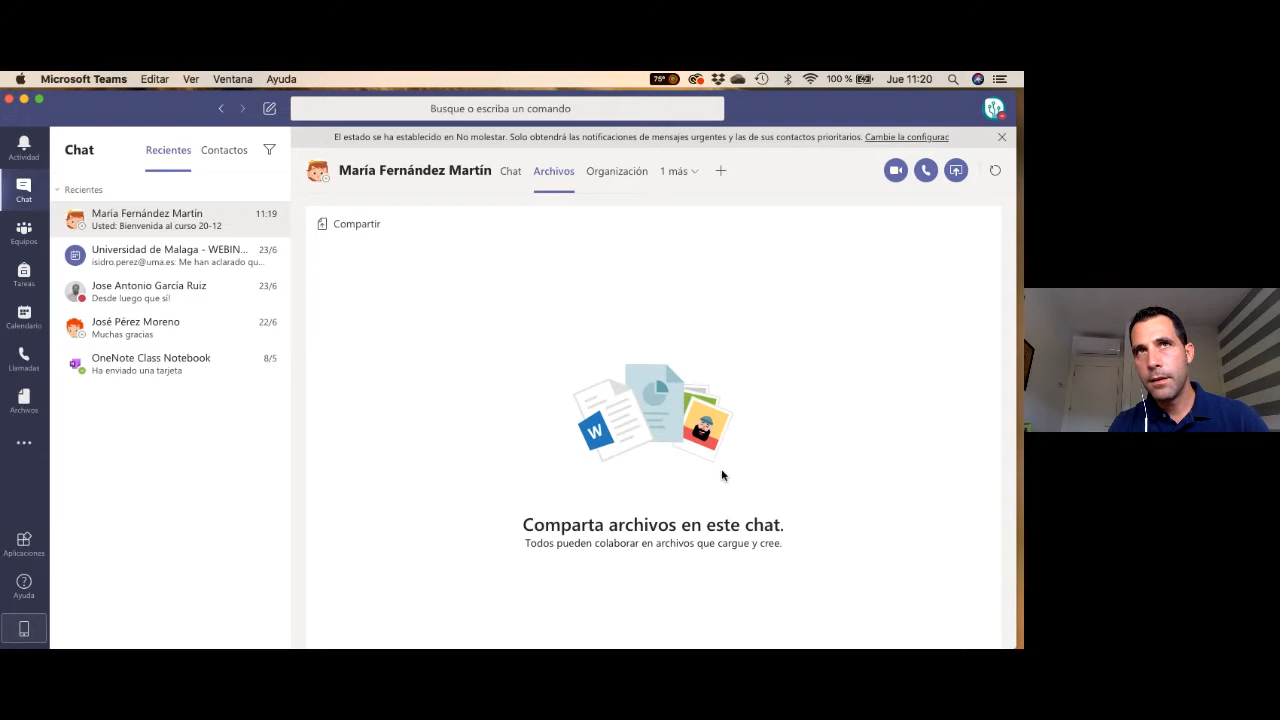 Microsoft Teams Editar Ver Ventana Ayuda 75° 100 % Jue 11:20
Busque o escriba un comando
El estado se ha establecido en No molestar. Solo obtendrá las notificaciones de mensajes urgentes y las de sus contactos prioritarios. Cambie la configurac
Actividad
Chat
Equipos
Tareas
Calendario
Llamadas
Archivos
Aplicaciones
Ayuda
Chat Recientes Contactos
Recientes
María Fernández Martín 11:19
Usted: Bienvenida al curso 20-12
Universidad de Malaga - WEBIN... 23/6
isidro.perez@uma.es: Me han aclarado qu...
Jose Antonio García Ruiz 23/6
Desde luego que sí!
José Pérez Moreno 22/6
Muchas gracias
OneNote Class Notebook 8/5
Ha enviado una tarjeta
María Fernández Martín Chat Archivos Organización 1 más
Compartir
W
Comparta archivos en este chat.
Todos pueden colaborar en archivos que cargue y cree.